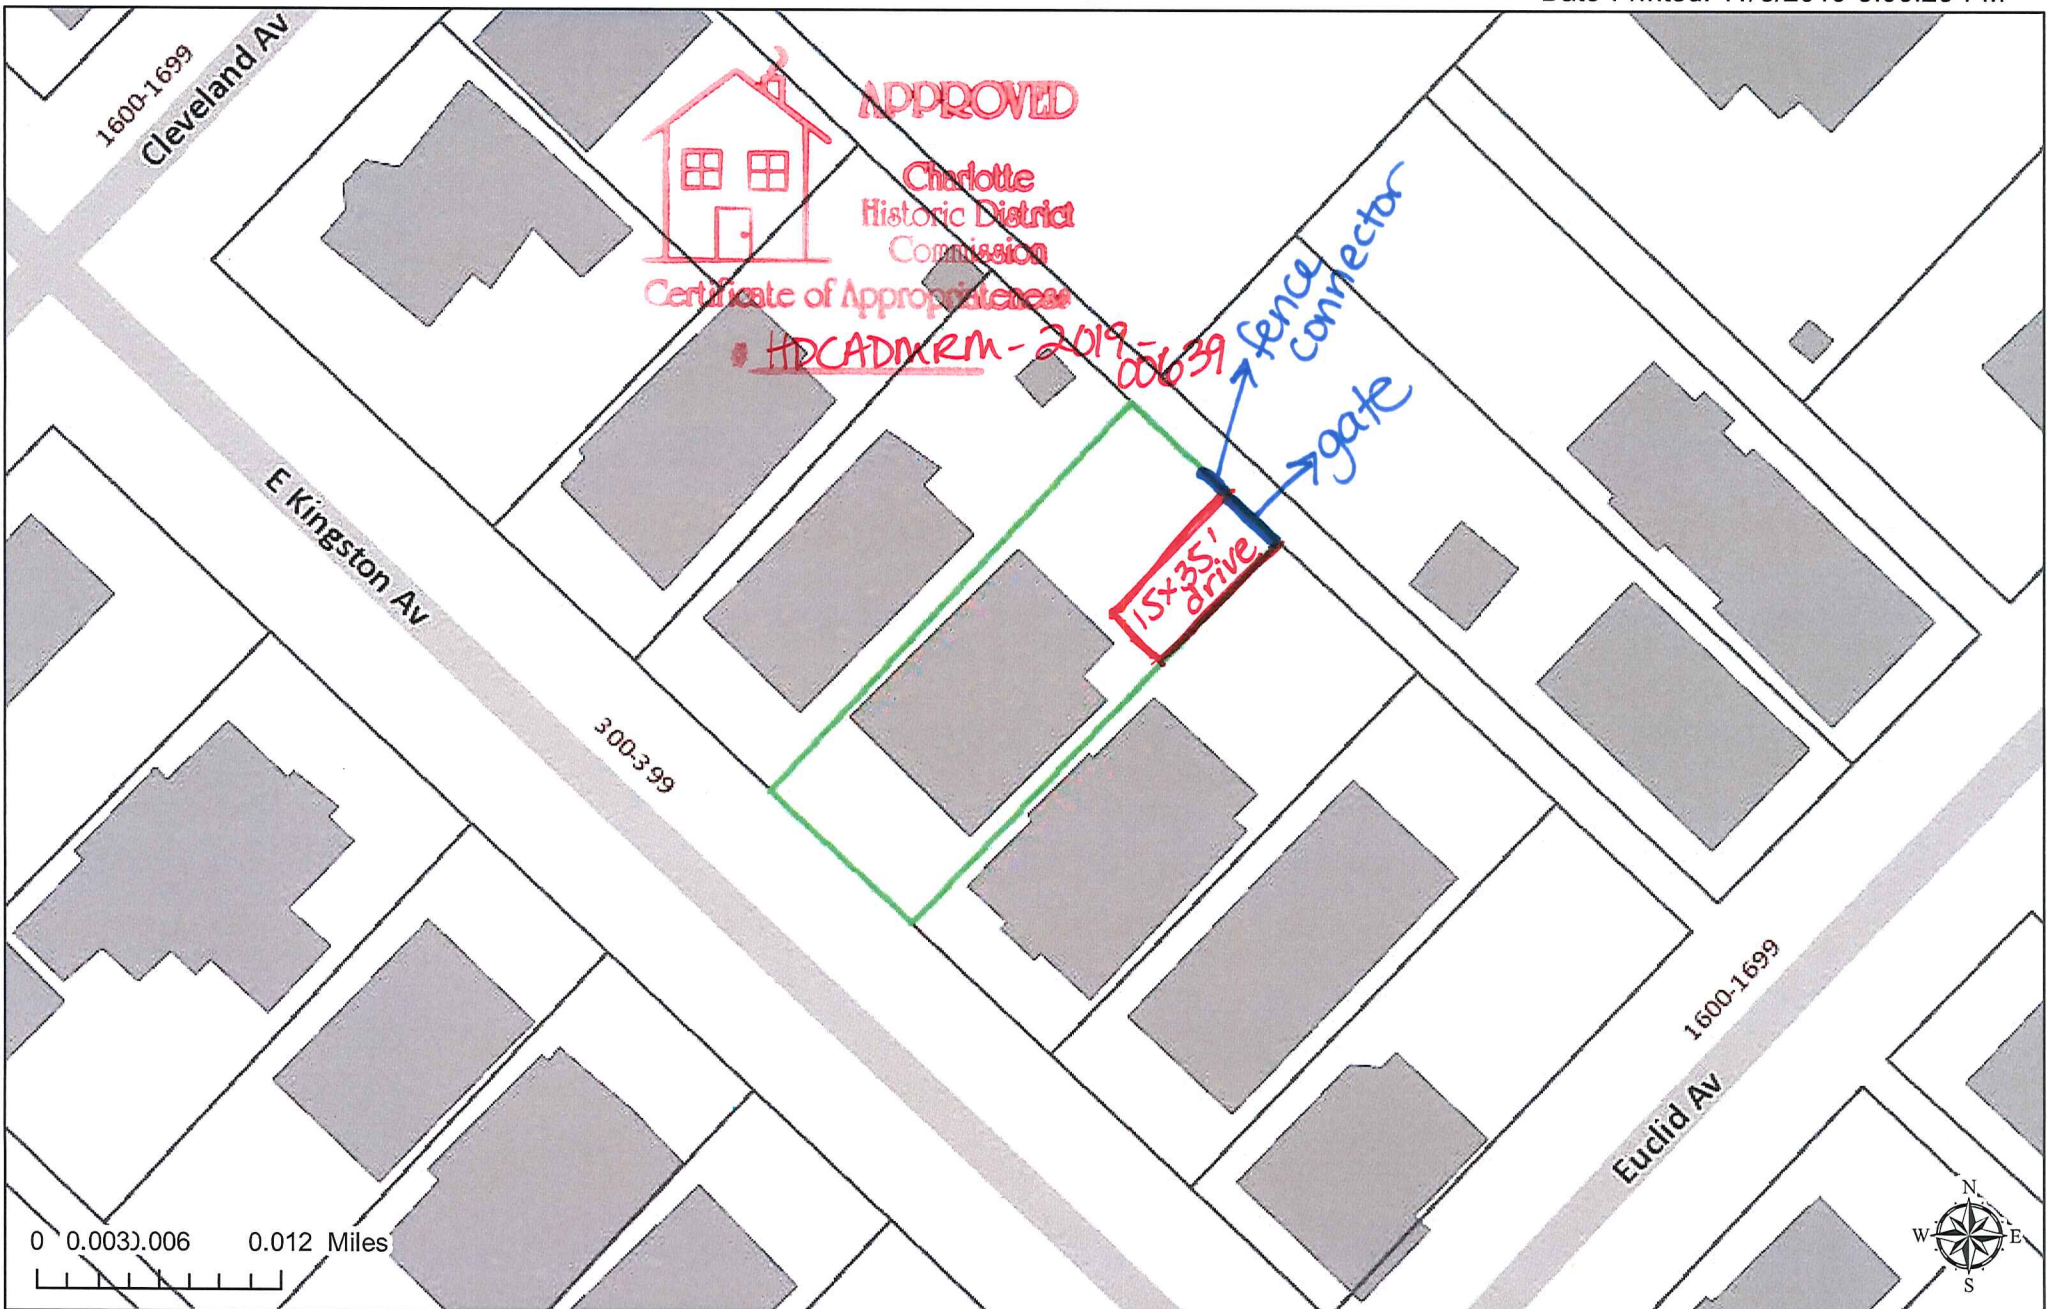 1600-1699
Cleveland Av
APPROVED
Charlotte
Historic District
Commission
Certificate of Appropriateness
HDCADMRM-2019-
00639
fence
connector
gate
15x35'
drive
E Kingston Av
300-399
1600-1699
Euclid Av
N
W
E
S
0 0.003 0.006 0.012 Miles